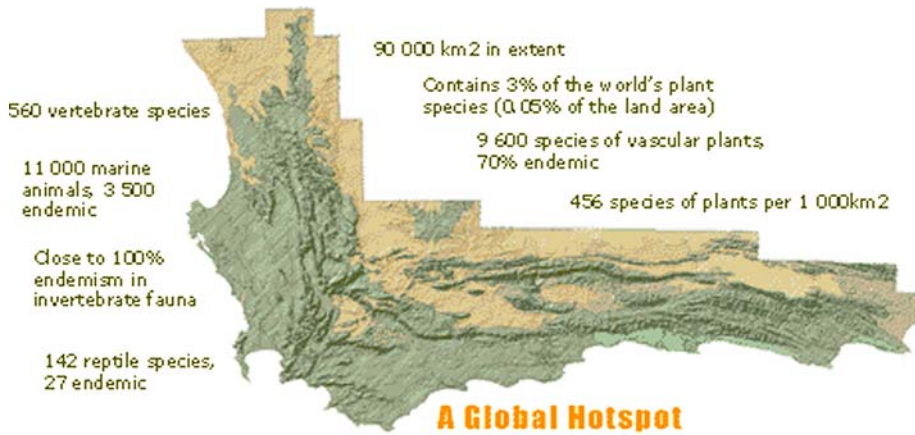 90 000 km2 in extent
Contains 3% of the world's plant
species (0.05% of the land area)
560 vertebrate species
9 600 species of vascular plants,
70% endemic
11 000 marine
animals, 3 500
endemic
456 species of plants per 1 000km2
Close to 100%
endemism in
invertebrate fauna
142 reptile species,
27 endemic
A Global Hotspot